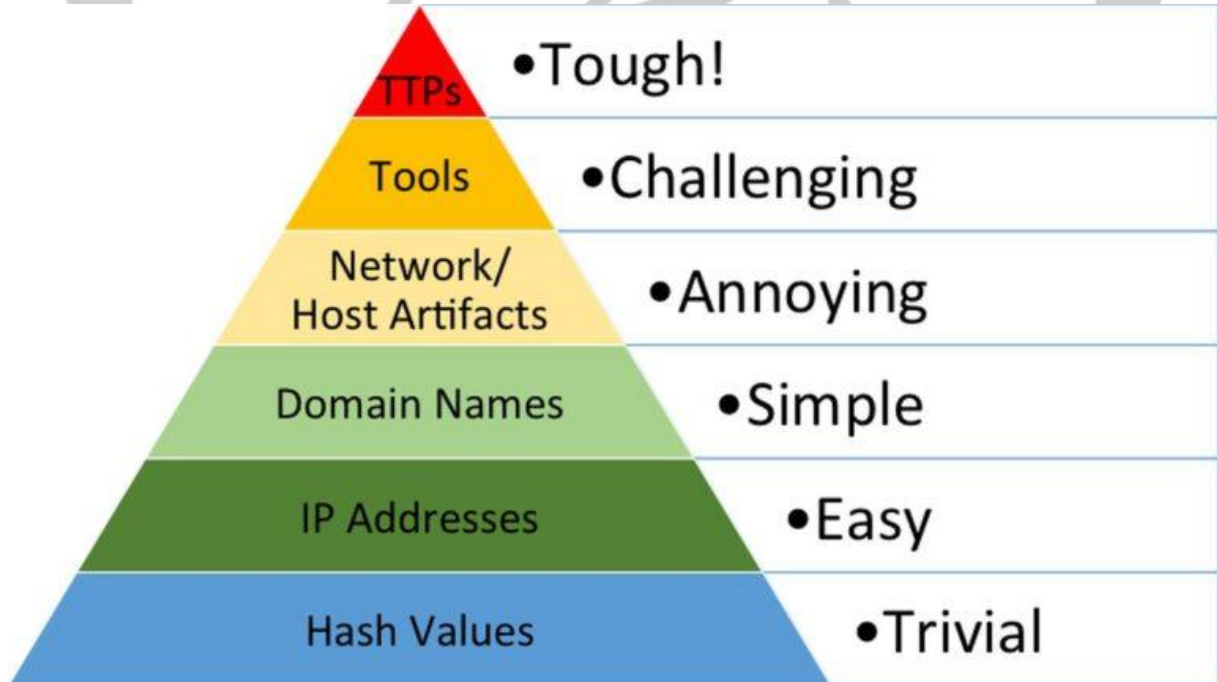 TTPs
•Tough!
Tools
•Challenging
Network/
Host Artifacts
•Annoying
Domain Names
•Simple
IP Addresses
•Easy
Hash Values
•Trivial